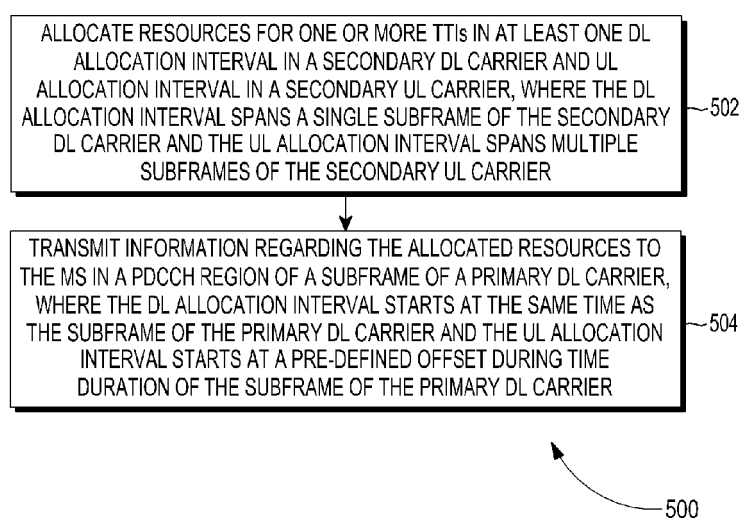 ALLOCATE RESOURCES FOR ONE OR MORE TTIs IN AT LEAST ONE DL
ALLOCATION INTERVAL IN A SECONDARY DL CARRIER AND UL
ALLOCATION INTERVAL IN A SECONDARY UL CARRIER, WHERE THE DL
ALLOCATION INTERVAL SPANS A SINGLE SUBFRAME OF THE SECONDARY
DL CARRIER AND THE UL ALLOCATION INTERVAL SPANS MULTIPLE
SUBFRAMES OF THE SECONDARY UL CARRIER
502
TRANSMIT INFORMATION REGARDING THE ALLOCATED RESOURCES TO
THE MS IN A PDCCH REGION OF A SUBFRAME OF A PRIMARY DL CARRIER,
WHERE THE DL ALLOCATION INTERVAL STARTS AT THE SAME TIME AS
THE SUBFRAME OF THE PRIMARY DL CARRIER AND THE UL ALLOCATION
INTERVAL STARTS AT A PRE-DEFINED OFFSET DURING TIME
DURATION OF THE SUBFRAME OF THE PRIMARY DL CARRIER
504
500